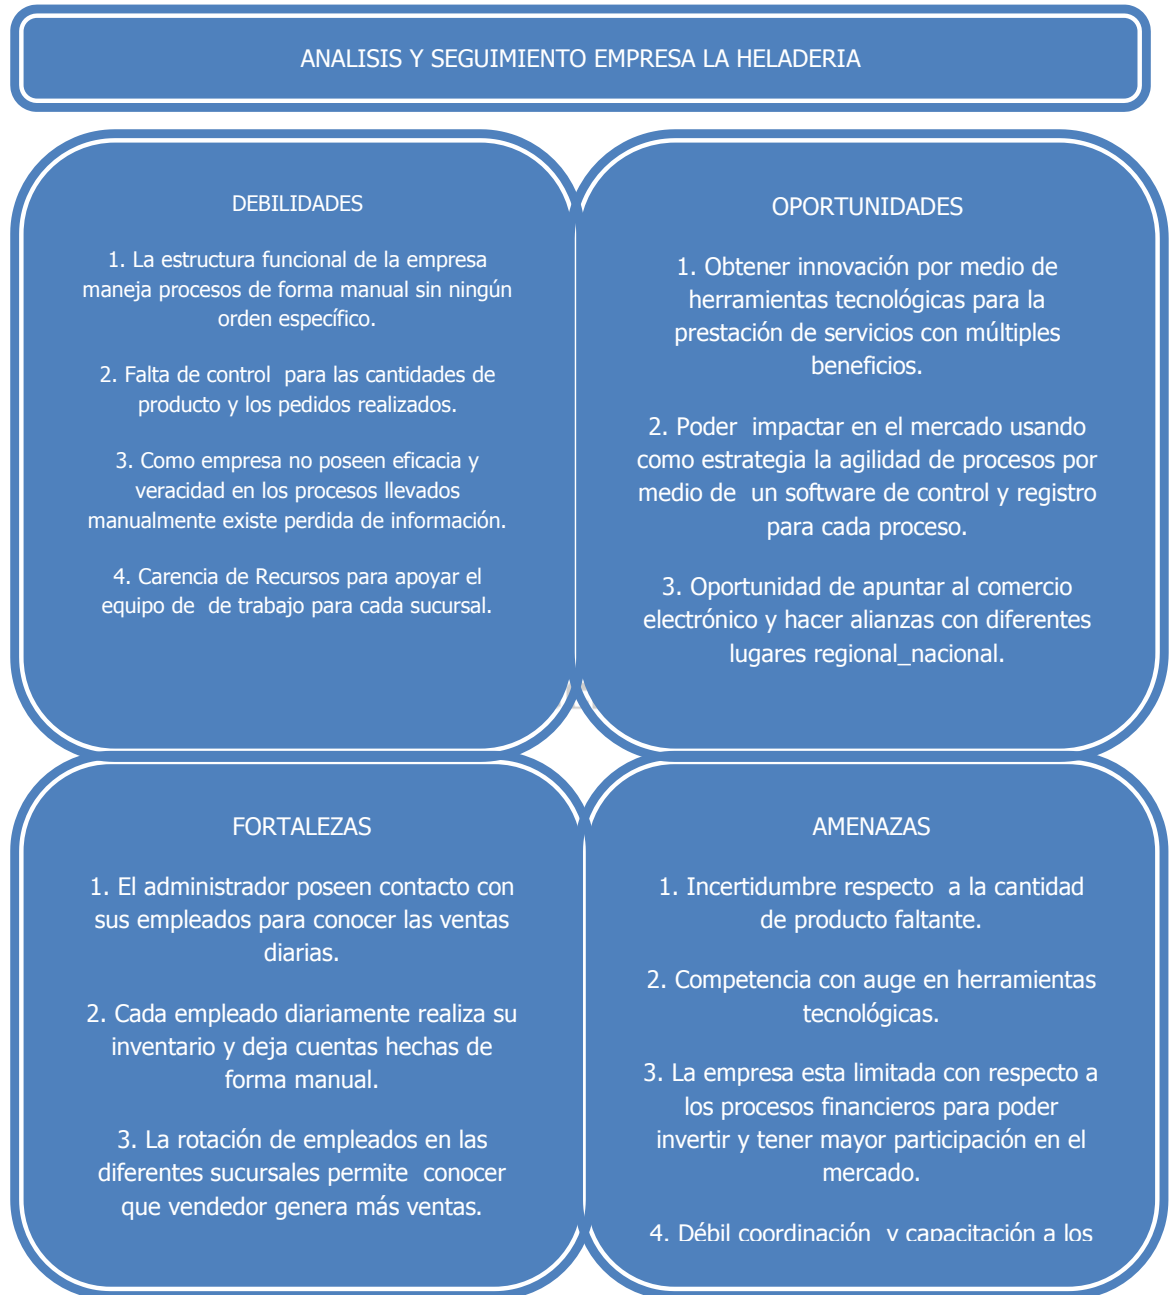 ANALISIS Y SEGUIMIENTO EMPRESA LA HELADERIA
DEBILIDADES
1. La estructura funcional de la empresa
maneja procesos de forma manual sin ningún
orden específico.
2. Falta de control para las cantidades de
producto y los pedidos realizados.
3. Como empresa no poseen eficacia y
veracidad en los procesos llevados
manualmente existe perdida de información.
4. Carencia de Recursos para apoyar el
equipo de de trabajo para cada sucursal.
OPORTUNIDADES
1. Obtener innovación por medio de
herramientas tecnológicas para la
prestación de servicios con múltiples
beneficios.
2. Poder impactar en el mercado usando
como estrategia la agilidad de procesos por
medio de un software de control y registro
para cada proceso.
3. Oportunidad de apuntar al comercio
electrónico y hacer alianzas con diferentes
lugares regional_nacional.
FORTALEZAS
1. El administrador poseen contacto con
sus empleados para conocer las ventas
diarias.
2. Cada empleado diariamente realiza su
inventario y deja cuentas hechas de
forma manual.
3. La rotación de empleados en las
diferentes sucursales permite conocer
que vendedor genera más ventas.
AMENAZAS
1. Incertidumbre respecto a la cantidad
de producto faltante.
2. Competencia con auge en herramientas
tecnológicas.
3. La empresa esta limitada con respecto a
los procesos financieros para poder
invertir y tener mayor participación en el
mercado.
4. Débil coordinación y capacitación a los